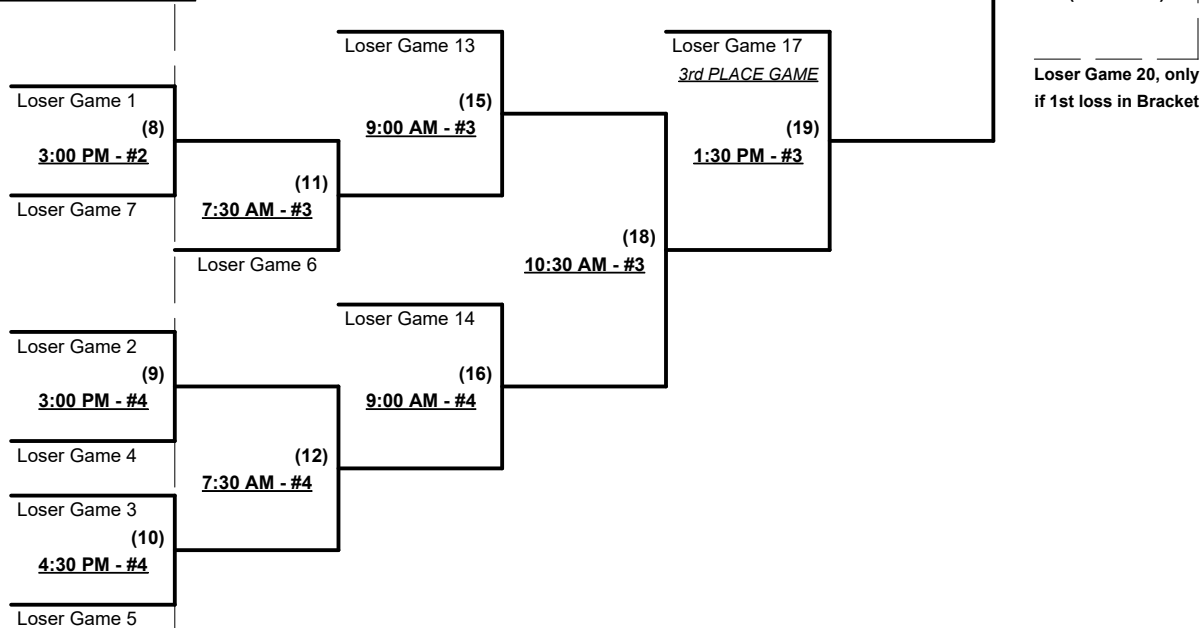 Loser Game 13
Loser Game 17
3rd PLACE GAME
Loser Game 20, only
if 1st loss in Bracket
Loser Game 1
(15)
(8)
9:00 AM - #3
(19)
3:00 PM - #2
1:30 PM - #3
(11)
Loser Game 7
7:30 AM - #3
(18)
Loser Game 6
10:30 AM - #3
Loser Game 14
Loser Game 2
(9)
(16)
3:00 PM - #4
9:00 AM - #4
Loser Game 4
(12)
7:30 AM - #4
Loser Game 3
(10)
4:30 PM - #4
Loser Game 5